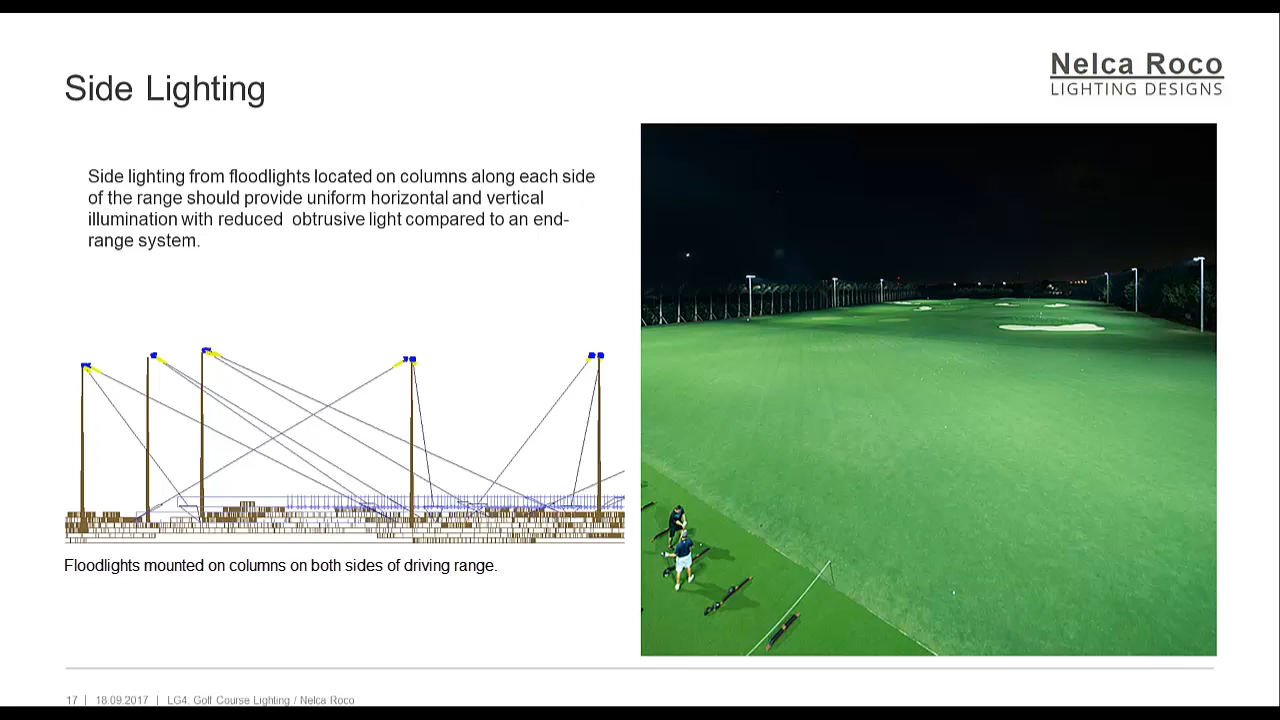 Side Lighting
Nelca Roco
LIGHTING DESIGNS
Side lighting from floodlights located on columns along each side
of the range should provide uniform horizontal and vertical
illumination with reduced obtrusive light compared to an end-
range system.
Floodlights mounted on columns on both sides of driving range.
17 | 18.09.2017 | LG4: Golf Course Lighting / Nelca Roco